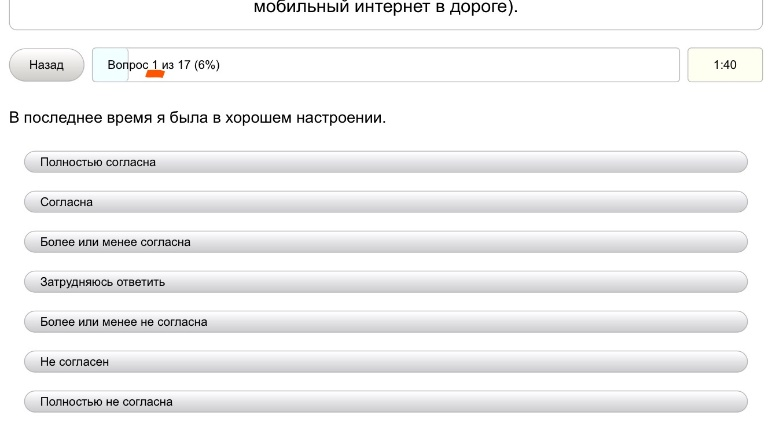 мобильный интернет в дороге).
Назад
Вопрос 1 из 17 (6%)
1:40
В последнее время я была в хорошем настроении.
Полностью согласна
Согласна
Более или менее согласна
Затрудняюсь ответить
Более или менее не согласна
Не согласен
Полностью не согласна